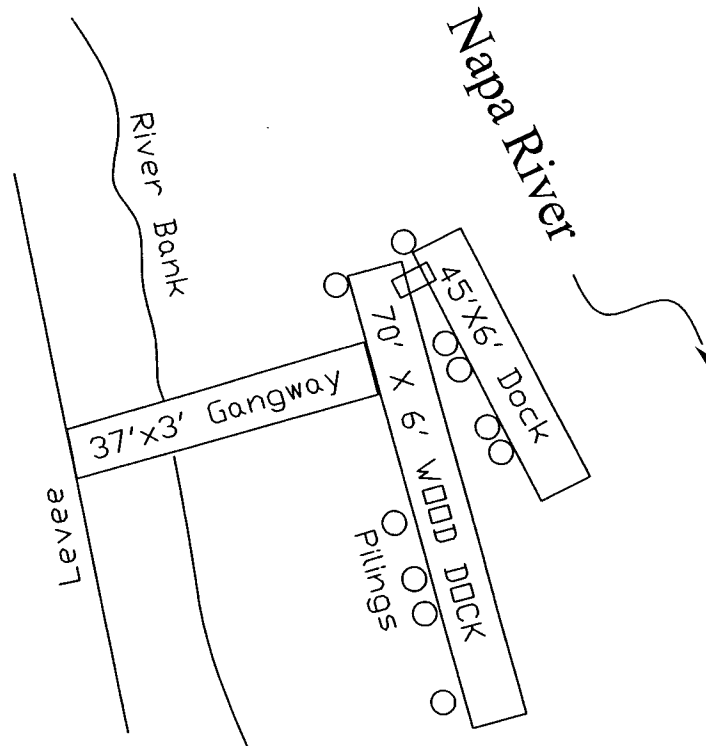 Napa River
River Bank
45'X6' Dock
70' X 6' WOOD DOCK
37'x3' Gangway
Levee
Pilings